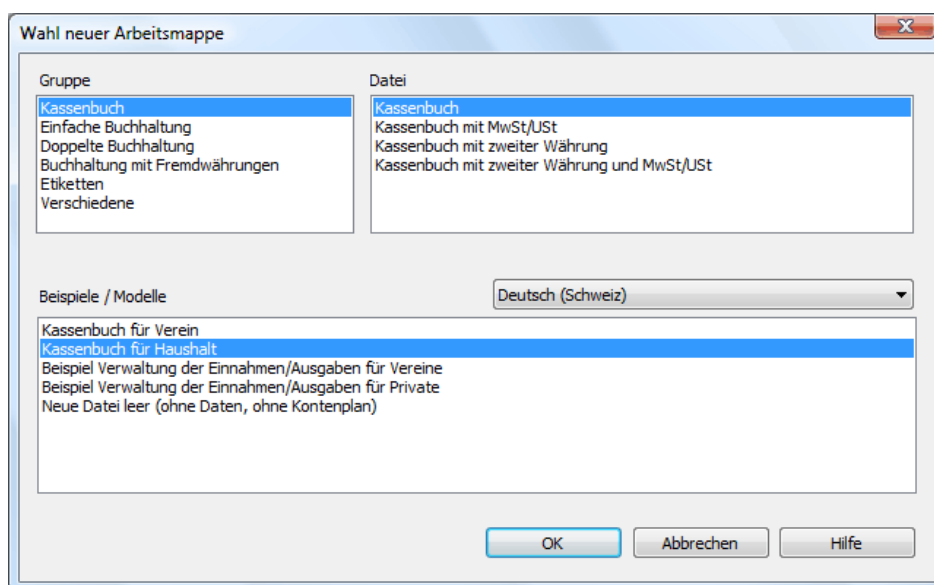 Wahl neuer Arbeitsmappe
Gruppe
Kassenbuch
Einfache Buchhaltung
Doppelte Buchhaltung
Buchhaltung mit Fremdwährungen
Etiketten
Verschiedene
Datei
Kassenbuch
Kassenbuch mit MwSt/USt
Kassenbuch mit zweiter Währung
Kassenbuch mit zweiter Währung und MwSt/USt
Beispiele / Modelle
Deutsch (Schweiz)
Kassenbuch für Verein
Kassenbuch für Haushalt
Beispiel Verwaltung der Einnahmen/Ausgaben für Vereine
Beispiel Verwaltung der Einnahmen/Ausgaben für Private
Neue Datei leer (ohne Daten, ohne Kontenplan)
OK
Abbrechen
Hilfe